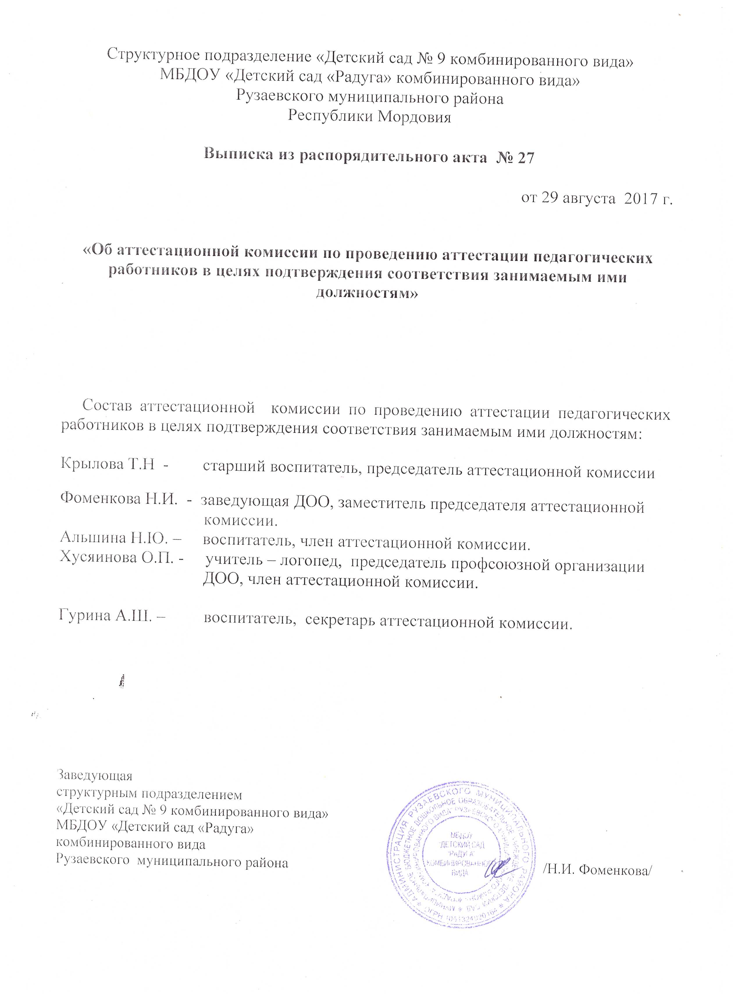 Структурное подразделение «Детский сад № 9 комбинированного вида»
МБДОУ «Детский сад «Радуга» комбинированного вида»
Рузаевского муниципального района
Республики Мордовия
Выписка из распорядительного акта № 27
от 29 августа 2017 г.
«Об аттестационной комиссии по проведению аттестации педагогических
работников в целях подтверждения соответствия занимаемым ими
должностям»
Состав аттестационной комиссии по проведению аттестации педагогических
работников в целях подтверждения соответствия занимаемым ими должностям:
Крылова Т.Н - старший воспитатель, председатель аттестационной комиссии
Фоменкова Н.И. - заведующая ДОО, заместитель председателя аттестационной
комиссии.
Альшина Н.Ю. – воспитатель, член аттестационной комиссии.
Хусяинова О.П. - учитель – логопед, председатель профсоюзной организации
ДОО, член аттестационной комиссии.
Гурина А.Ш. – воспитатель, секретарь аттестационной комиссии.
Заведующая
структурным подразделением
«Детский сад № 9 комбинированного вида»
МБДОУ «Детский сад «Радуга»
комбинированного вида
Рузаевского муниципального района
/Н.И. Фоменкова/
АДМИНИСТРАЦИЯ РУЗАЕВСКОГО МУНИЦИПАЛЬНОГО РАЙОНА
МБДОУ
"ДЕТСКИЙ САД
"РАДУГА"
КОМБИНИРОВАННОГО
ВИДА"